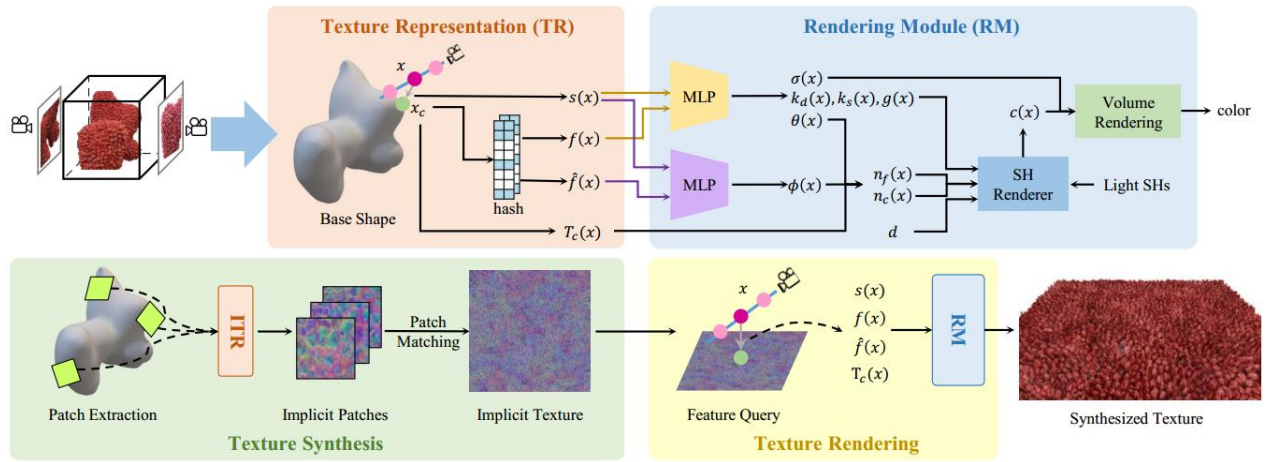 Texture Representation (TR)
Rendering Module (RM)
x
x_c
Base Shape
hash
s(x)
f(x)
f̂(x)
T_c(x)
MLP
MLP
σ(x)
k_d(x), k_s(x), g(x)
θ(x)
ϕ(x)
n_f(x)
n_c(x)
d
c(x)
SH
Renderer
Light SHs
Volume
Rendering
color
Patch Extraction
ITR
Implicit Patches
Patch
Matching
Implicit Texture
Texture Synthesis
x
Feature Query
s(x)
f(x)
f̂(x)
T_c(x)
RM
Synthesized Texture
Texture Rendering